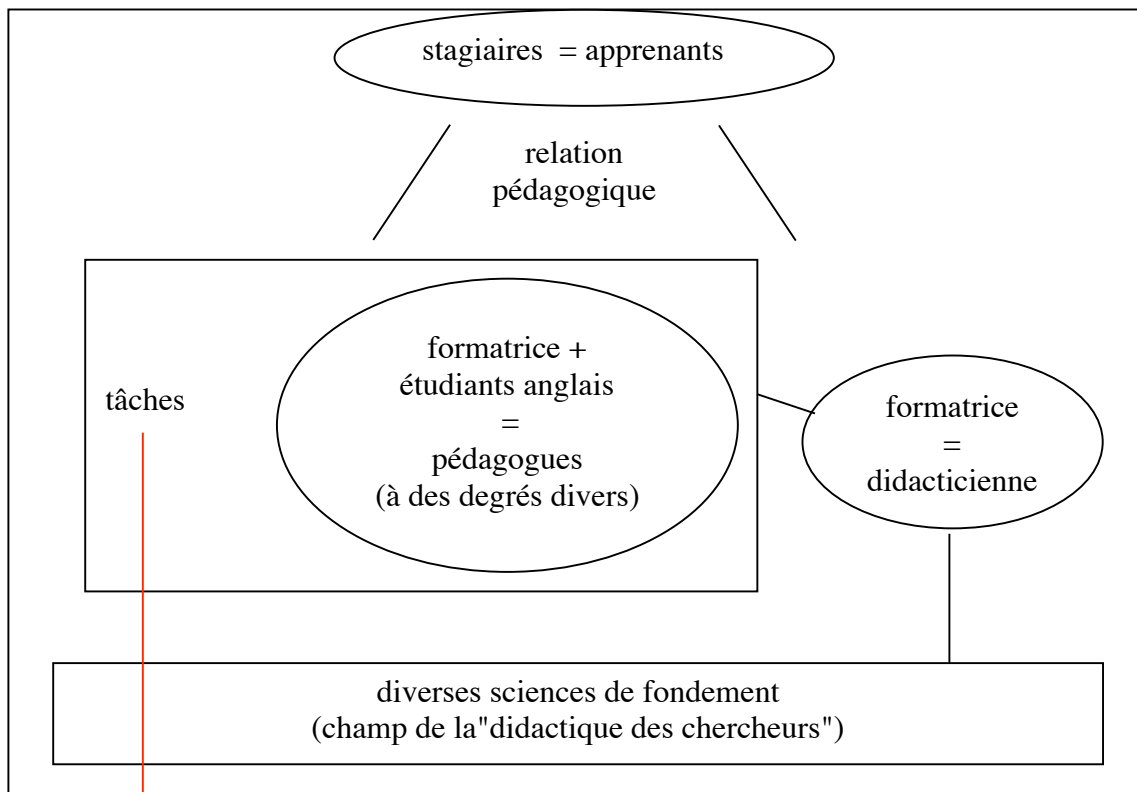 stagiaires  = apprenants
relation
pédagogique
tâches
formatrice +
étudiants anglais
=
pédagogues
(à des degrés divers)
formatrice
=
didacticienne
diverses sciences de fondement
(champ de la"didactique des chercheurs")